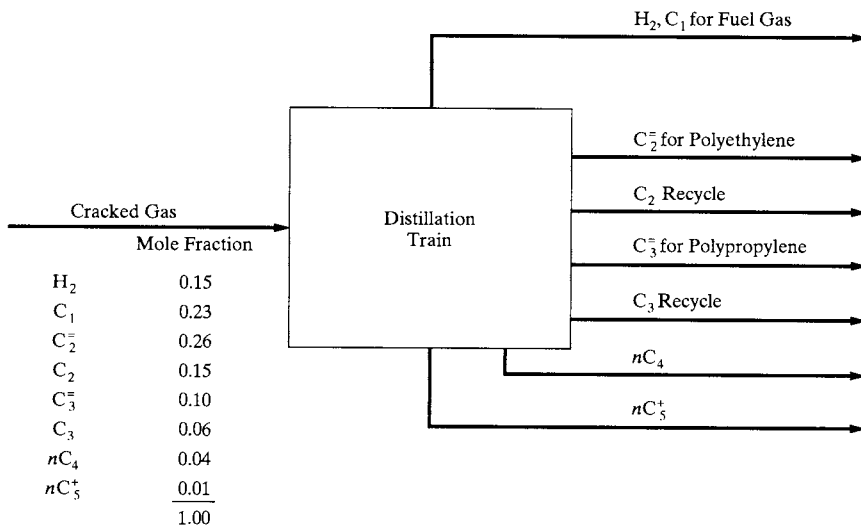 H₂, C₁ for Fuel Gas
C₂⁼ for Polyethylene
C₂ Recycle
C₃⁼ for Polypropylene
C₃ Recycle
nC₄
nC₅⁺
Distillation
Train
Cracked Gas
Mole Fraction
H₂ 0.15
C₁ 0.23
C₂⁼ 0.26
C₂ 0.15
C₃⁼ 0.10
C₃ 0.06
nC₄ 0.04
nC₅⁺ 0.01
1.00